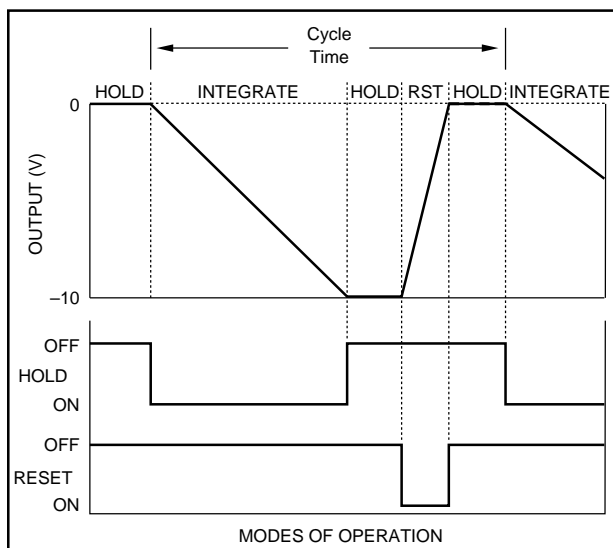 Cycle
Time
HOLD INTEGRATE HOLD RST HOLD INTEGRATE
0
OUTPUT (V)
–10
OFF
HOLD
ON
OFF
RESET
ON
MODES OF OPERATION